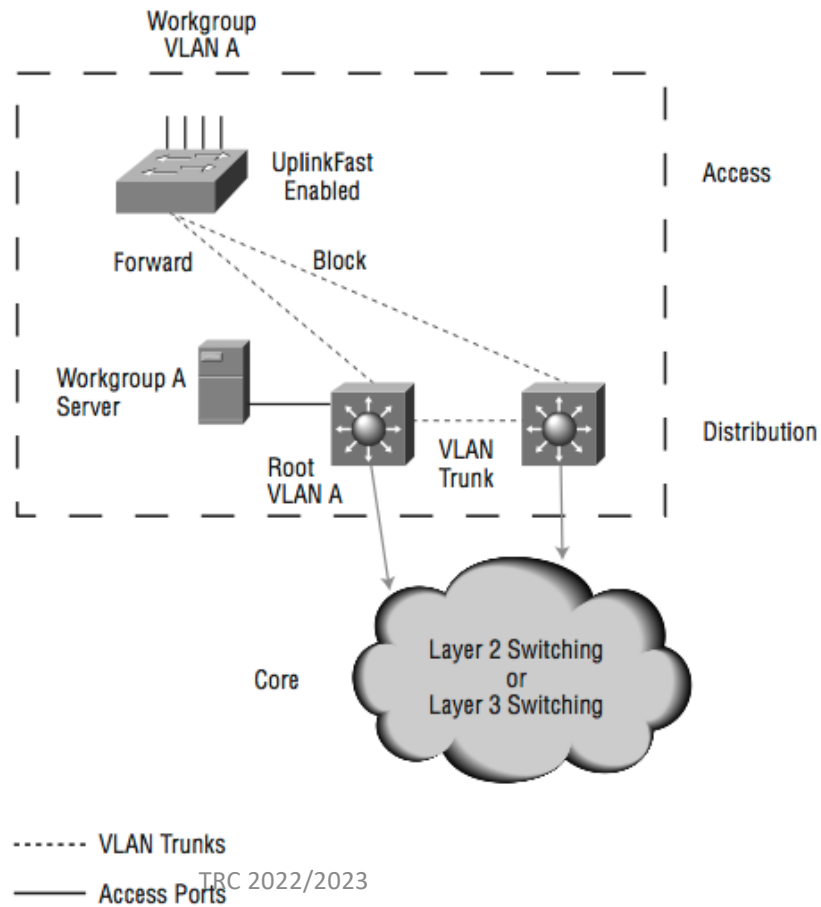 Workgroup
VLAN A
UplinkFast
Enabled
Access
Forward
Block
Workgroup A
Server
Root
VLAN A
VLAN
Trunk
Distribution
Core
Layer 2 Switching
or
Layer 3 Switching
VLAN Trunks
Access Ports
TRC 2022/2023